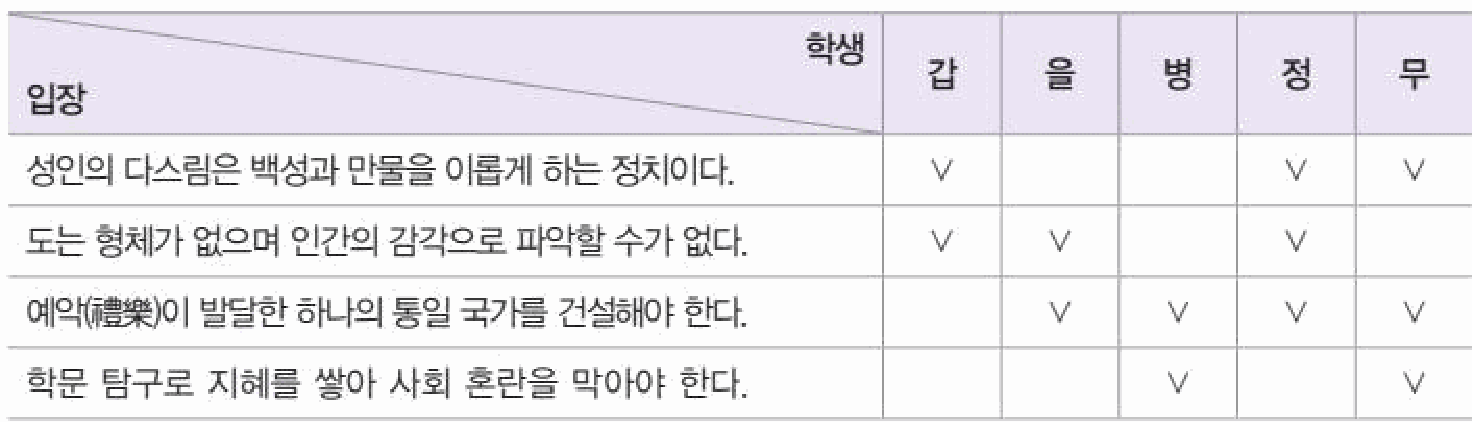 학생
입장
갑 을 병 정 무
성인의 다스림은 백성과 만물을 이롭게 하는 정치이다. ∨ ∨ ∨
도는 형체가 없으며 인간의 감각으로 파악할 수가 없다. ∨ ∨ ∨
예악(禮樂)이 발달한 하나의 통일 국가를 건설해야 한다. ∨ ∨ ∨ ∨
학문 탐구로 지혜를 쌓아 사회 혼란을 막아야 한다. ∨ ∨